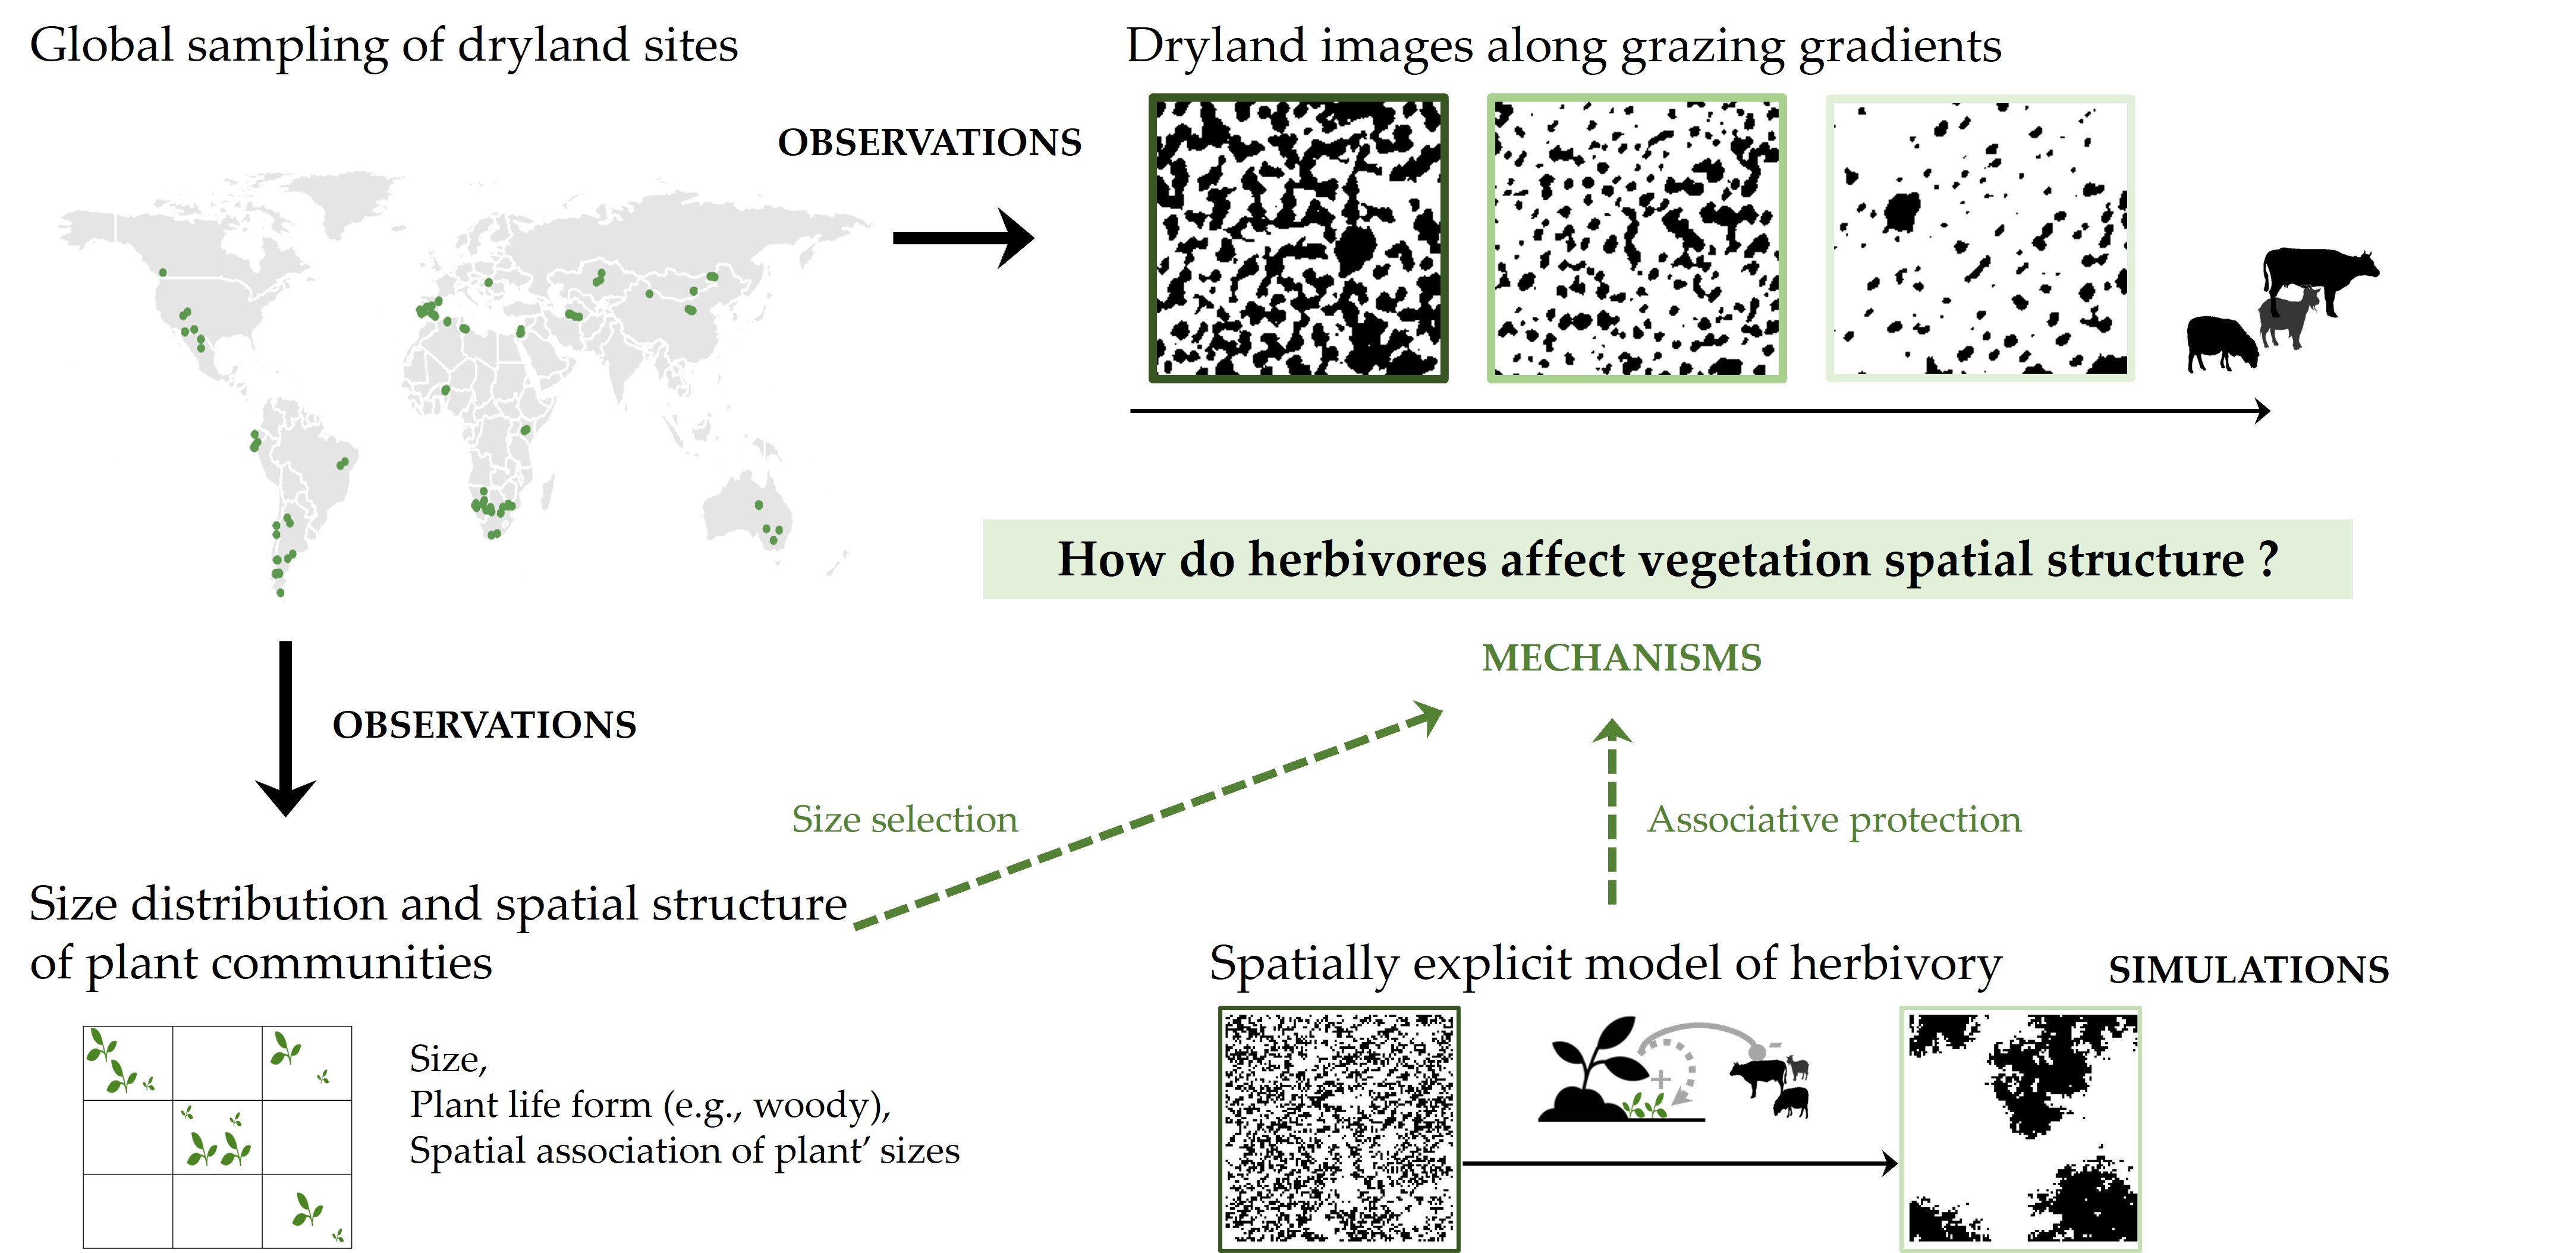 Global sampling of dryland sites
OBSERVATIONS
Dryland images along grazing gradients
How do herbivores affect vegetation spatial structure ?
MECHANISMS
OBSERVATIONS
Size selection
Associative protection
Size distribution and spatial structure
of plant communities
Size,
Plant life form (e.g., woody),
Spatial association of plant’ sizes
Spatially explicit model of herbivory
SIMULATIONS
+
-